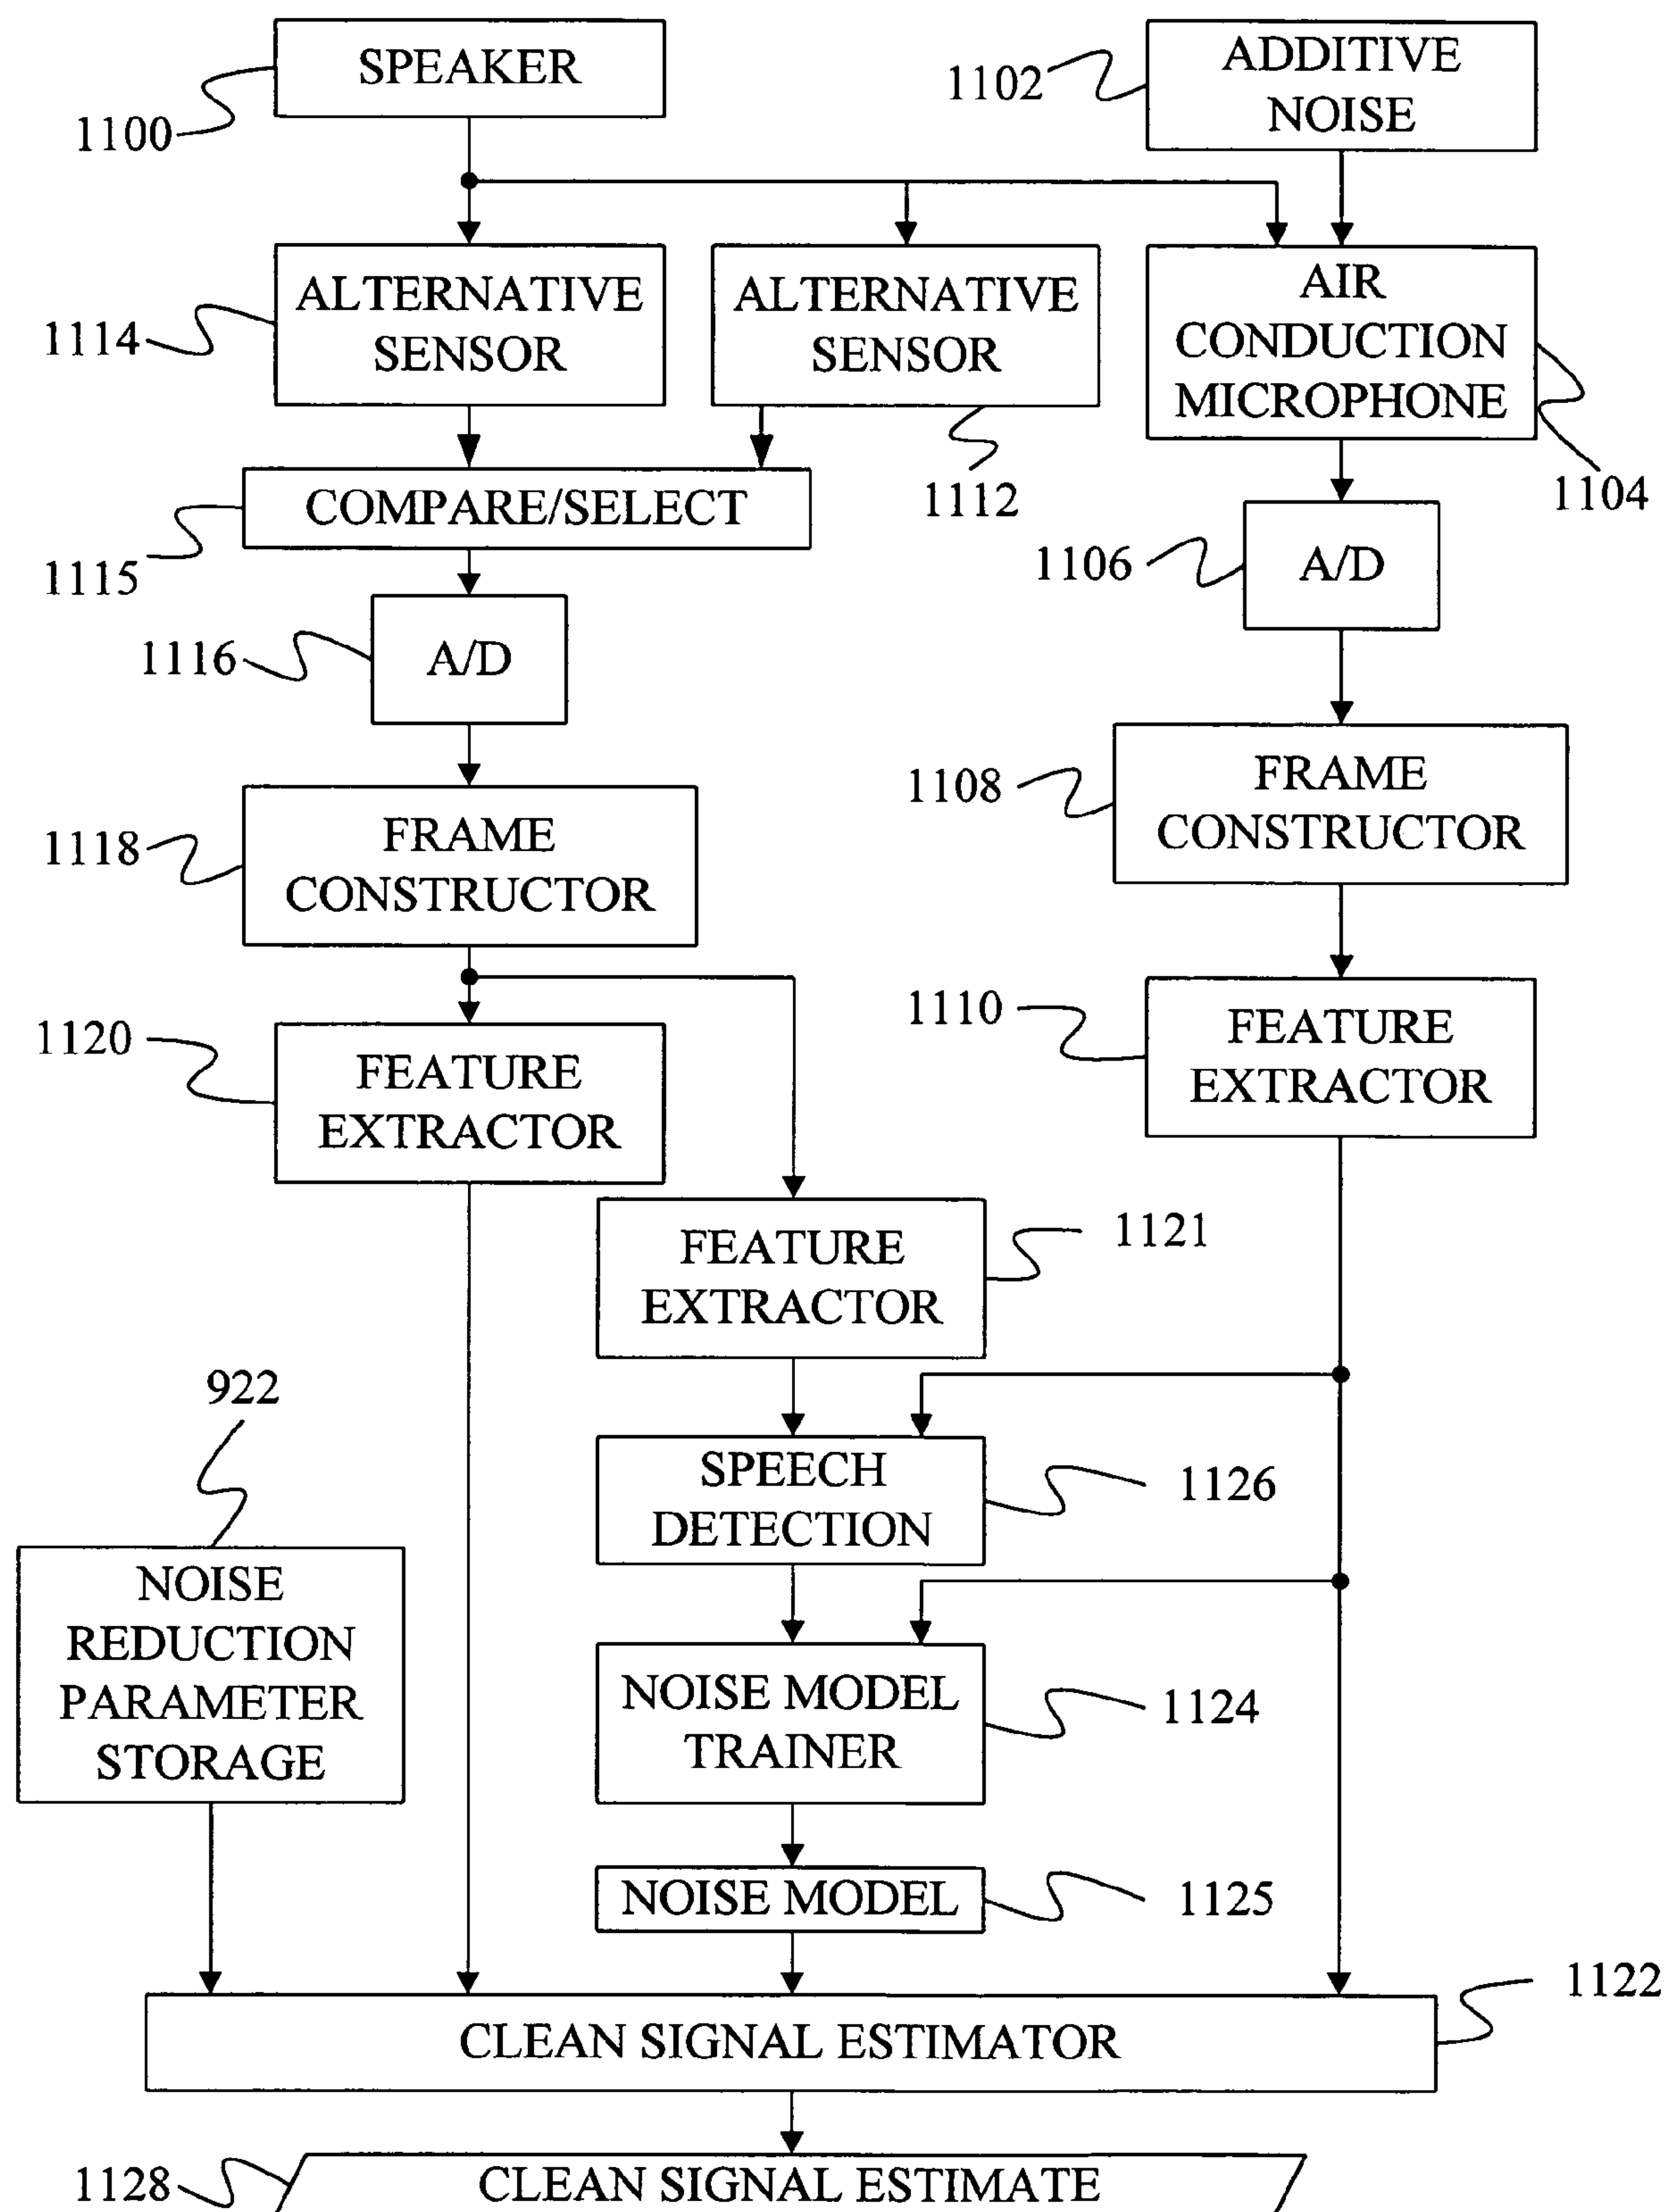 SPEAKER
1100
1102
ADDITIVE
NOISE
ALTERNATIVE
SENSOR
1114
ALTERNATIVE
SENSOR
1112
AIR
CONDUCTION
MICROPHONE
1104
COMPARE/SELECT
1115
1106
A/D
1116
A/D
1108
FRAME
CONSTRUCTOR
1118
FRAME
CONSTRUCTOR
1110
FEATURE
EXTRACTOR
1120
FEATURE
EXTRACTOR
FEATURE
EXTRACTOR
1121
922
SPEECH
DETECTION
1126
NOISE
REDUCTION
PARAMETER
STORAGE
NOISE MODEL
TRAINER
1124
NOISE MODEL
1125
1122
CLEAN SIGNAL ESTIMATOR
1128
CLEAN SIGNAL ESTIMATE